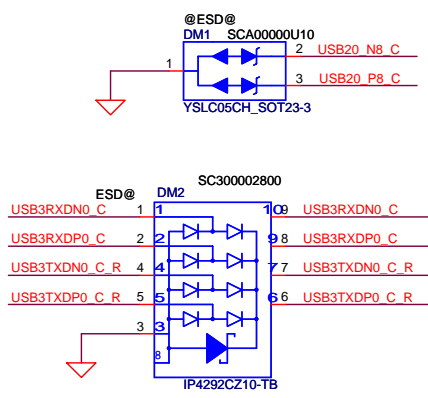 @ESD@
DM1 SCA00000U10
1 2 USB20_N8_C
3 USB20_P8_C
YSLC05CH_SOT23-3
SC300002800
ESD@ DM2
USB3RXDN0_C 1 1 10 9 USB3RXDN0_C
USB3RXDP0_C 2 2 9 8 USB3RXDP0_C
USB3TXDN0_C_R 4 4 7 7 USB3TXDN0_C_R
USB3TXDP0_C_R 5 5 6 6 USB3TXDP0_C_R
3 3
8
IP4292CZ10-TB